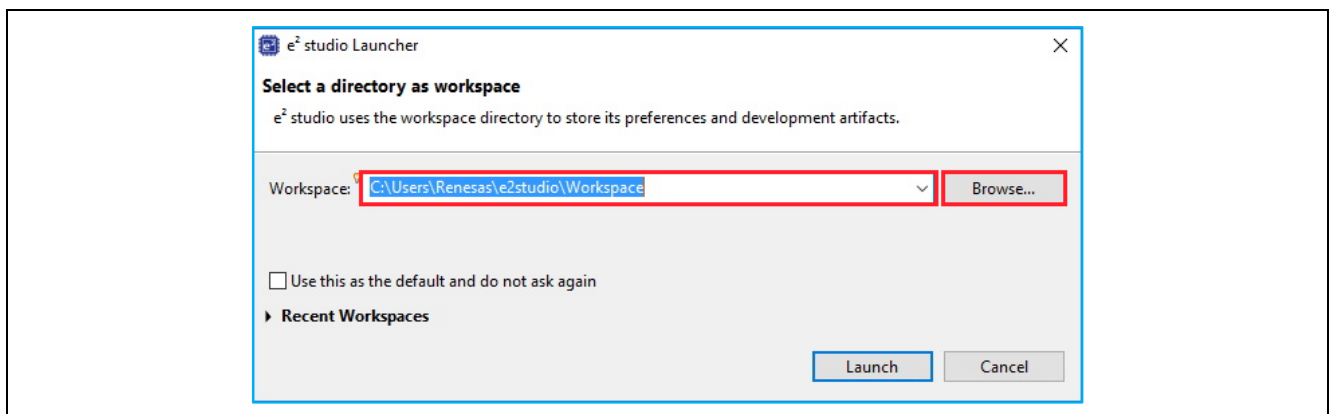 e² studio Launcher
Select a directory as workspace
e² studio uses the workspace directory to store its preferences and development artifacts.
Workspace: C:\Users\Renesas\e2studio\Workspace Browse...
Use this as the default and do not ask again
Recent Workspaces
Launch Cancel